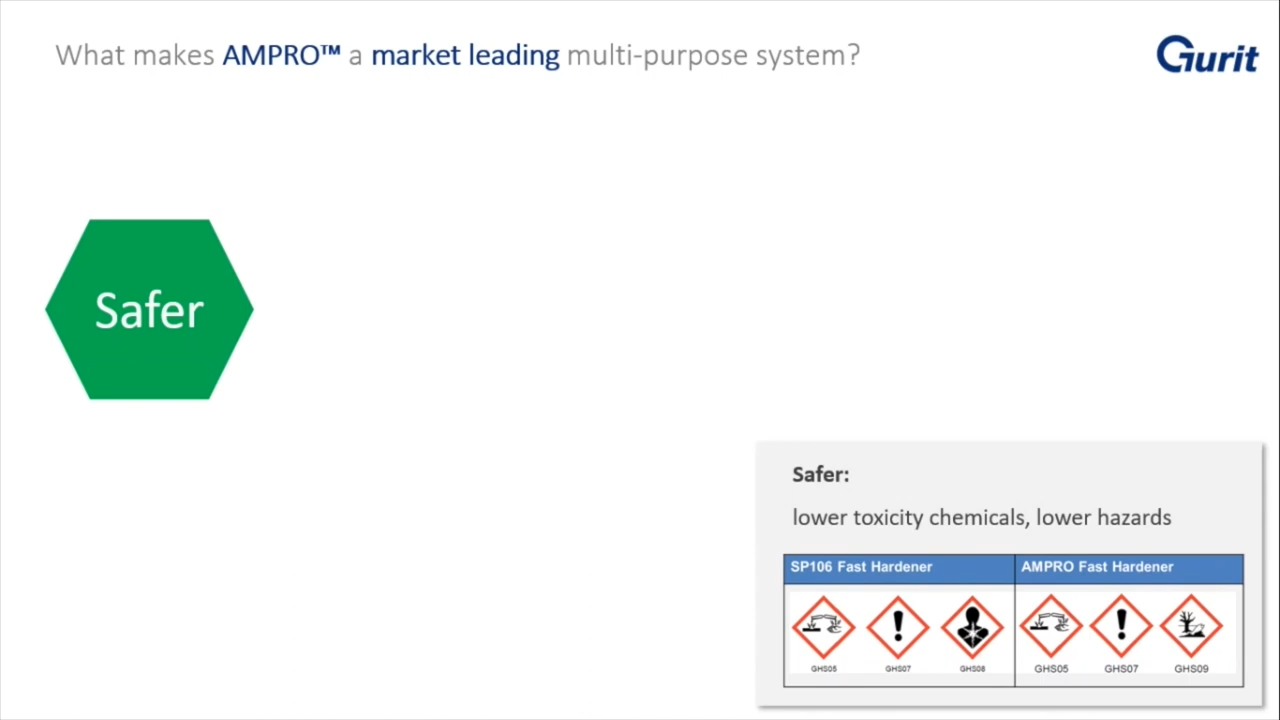 What makes AMPRO™ a market leading multi-purpose system?
Gurit
Safer
Safer:
lower toxicity chemicals, lower hazards
SP106 Fast Hardener
AMPRO Fast Hardener
GHS05
GHS07
GHS08
GHS05
GHS07
GHS09